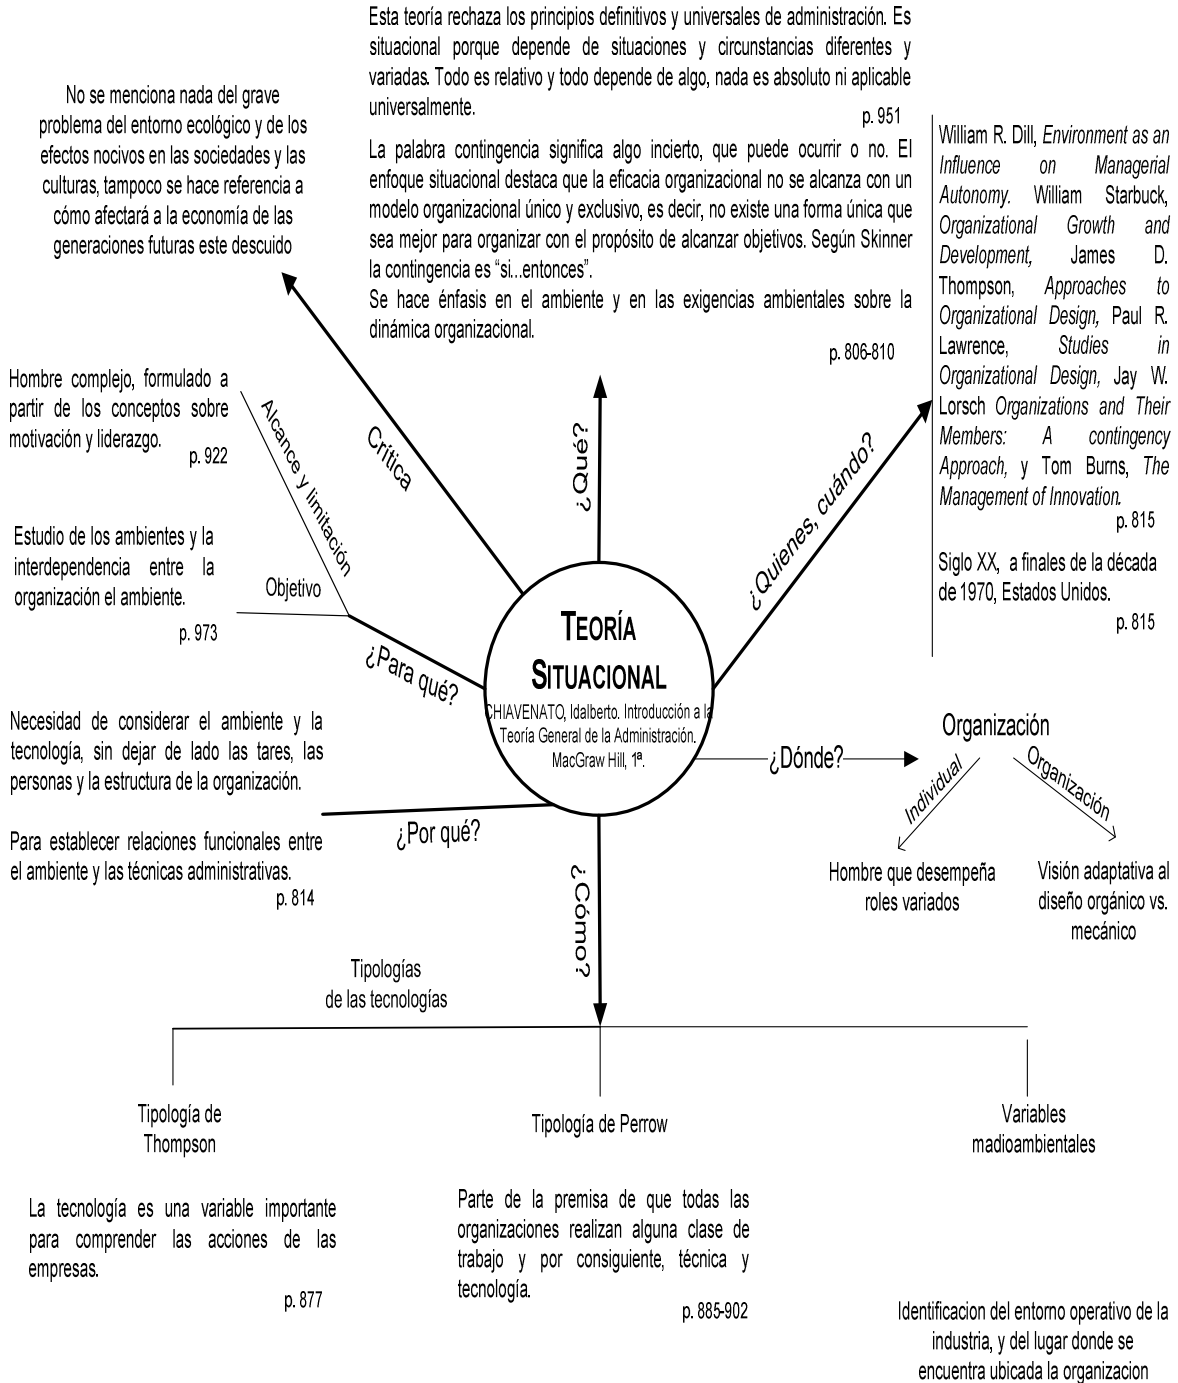 Esta teoría rechaza los principios definitivos y universales de administración. Es
situacional porque depende de situaciones y circunstancias diferentes y
variadas. Todo es relativo y todo depende de algo, nada es absoluto ni aplicable
universalmente.
p. 951
La palabra contingencia significa algo incierto, que puede ocurrir o no. El
enfoque situacional destaca que la eficacia organizacional no se alcanza con un
modelo organizacional único y exclusivo, es decir, no existe una forma única que
sea mejor para organizar con el propósito de alcanzar objetivos. Según Skinner
la contingencia es “si...entonces”.
Se hace énfasis en el ambiente y en las exigencias ambientales sobre la
dinámica organizacional.
p. 806-810
¿Qué?
No se menciona nada del grave
problema del entorno ecológico y de los
efectos nocivos en las sociedades y las
culturas, tampoco se hace referencia a
cómo afectará a la economía de las
generaciones futuras este descuido
Crítica
William R. Dill, Environment as an
Influence on Managerial
Autonomy. William Starbuck,
Organizational Growth and
Development, James D.
Thompson, Approaches to
Organizational Design, Paul R.
Lawrence, Studies in
Organizational Design, Jay W.
Lorsch Organizations and Their
Members: A contingency
Approach, y Tom Burns, The
Management of Innovation.
p. 815
Siglo XX, a finales de la década
de 1970, Estados Unidos.
p. 815
¿Quienes, cuándo?
Hombre complejo, formulado a
partir de los conceptos sobre
motivación y liderazgo.
p. 922
Alcance y limitación
Estudio de los ambientes y la
interdependencia entre la
organización el ambiente.
p. 973
Objetivo
¿Para qué?
TEORÍA
SITUACIONAL
CHIAVENATO, Idalberto. Introducción a la
Teoría General de la Administración.
MacGraw Hill, 1ª.
Necesidad de considerar el ambiente y la
tecnología, sin dejar de lado las tares, las
personas y la estructura de la organización.
Para establecer relaciones funcionales entre
el ambiente y las técnicas administrativas.
p. 814
¿Por qué?
¿Dónde?
Organización
Individual
Organización
Hombre que desempeña
roles variados
Visión adaptativa al
diseño orgánico vs.
mecánico
¿Cómo?
Tipologías
de las tecnologías
Tipología de
Thompson
Tipología de Perrow
Variables
madioambientales
La tecnología es una variable importante
para comprender las acciones de las
empresas.
p. 877
Parte de la premisa de que todas las
organizaciones realizan alguna clase de
trabajo y por consiguiente, técnica y
tecnología.
p. 885-902
Identificacion del entorno operativo de la
industria, y del lugar donde se
encuentra ubicada la organizacion